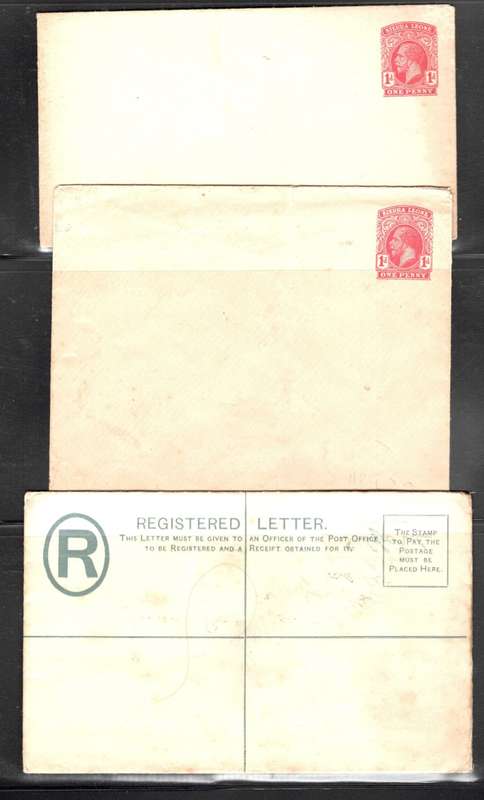 SIERRA LEONE
1d 1d
ONE PENNY
SIERRA LEONE
1d 1d
ONE PENNY
R
REGISTERED LETTER.
THIS LETTER MUST BE GIVEN TO AN OFFICER OF THE POST OFFICE
TO BE REGISTERED AND A RECEIPT OBTAINED FOR IT.
THE STAMP
TO PAY, THE
POSTAGE
MUST BE
PLACED HERE.